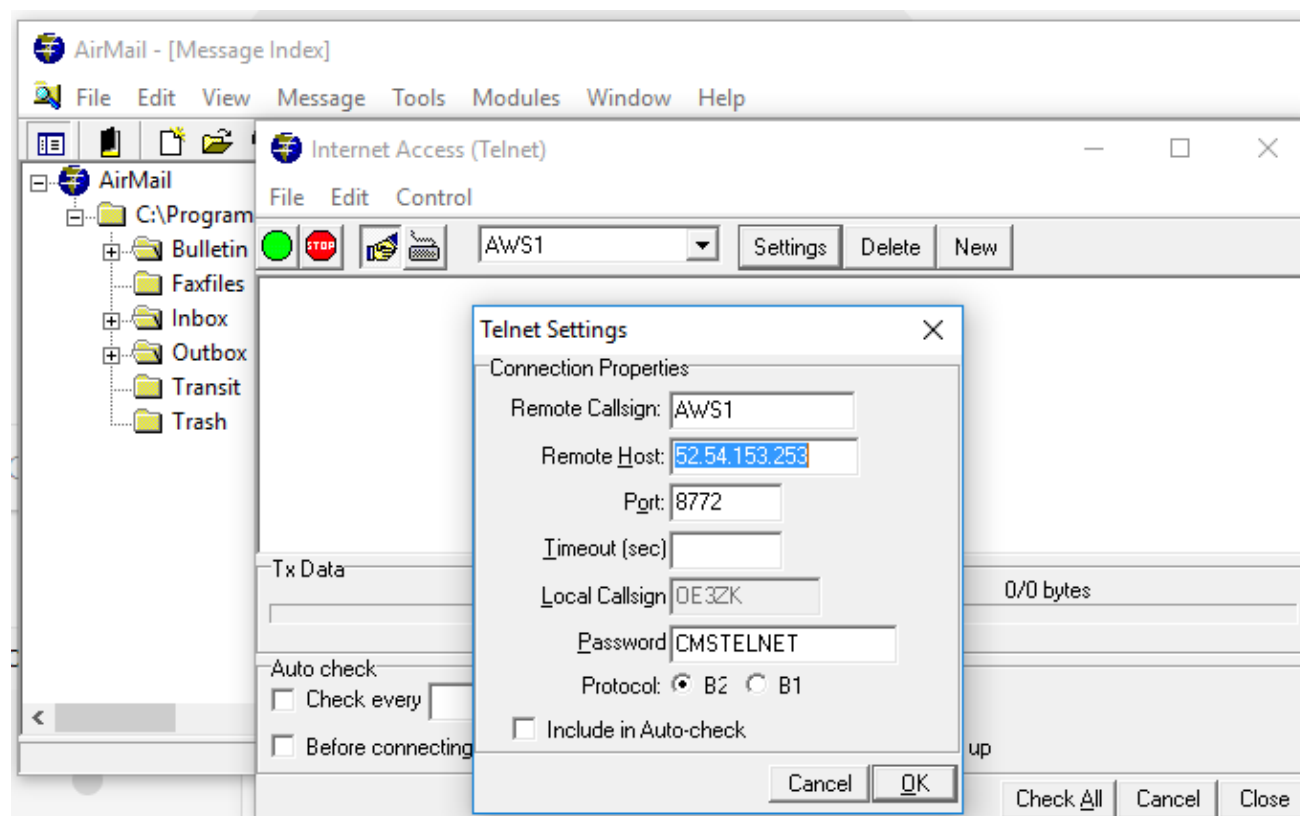 AirMail - [Message Index]
File Edit View Message Tools Modules Window Help
Internet Access (Telnet)
File Edit Control
AirMail
C:\Program
Bulletin
Faxfiles
Inbox
Outbox
Transit
Trash
STOP
AWS1
Settings Delete New
Telnet Settings
Connection Properties
Remote Callsign: AWS1
Remote Host: 52.54.153.253
Port: 8772
Timeout (sec)
Local Callsign OE3ZK
Password CMSTELNET
Protocol: B2 B1
Include in Auto-check
Cancel OK
Tx Data
0/0 bytes
Auto check
Check every
Before connecting
up
Check All Cancel Close